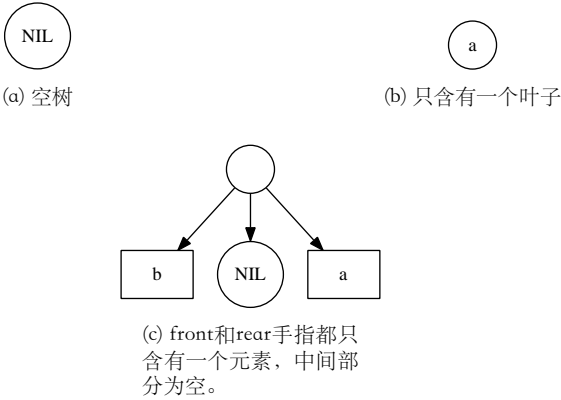 NIL
a
(a) 空树
(b) 只含有一个叶子
b
NIL
a
(c) front和rear手指都只
含有一个元素，中间部
分为空。